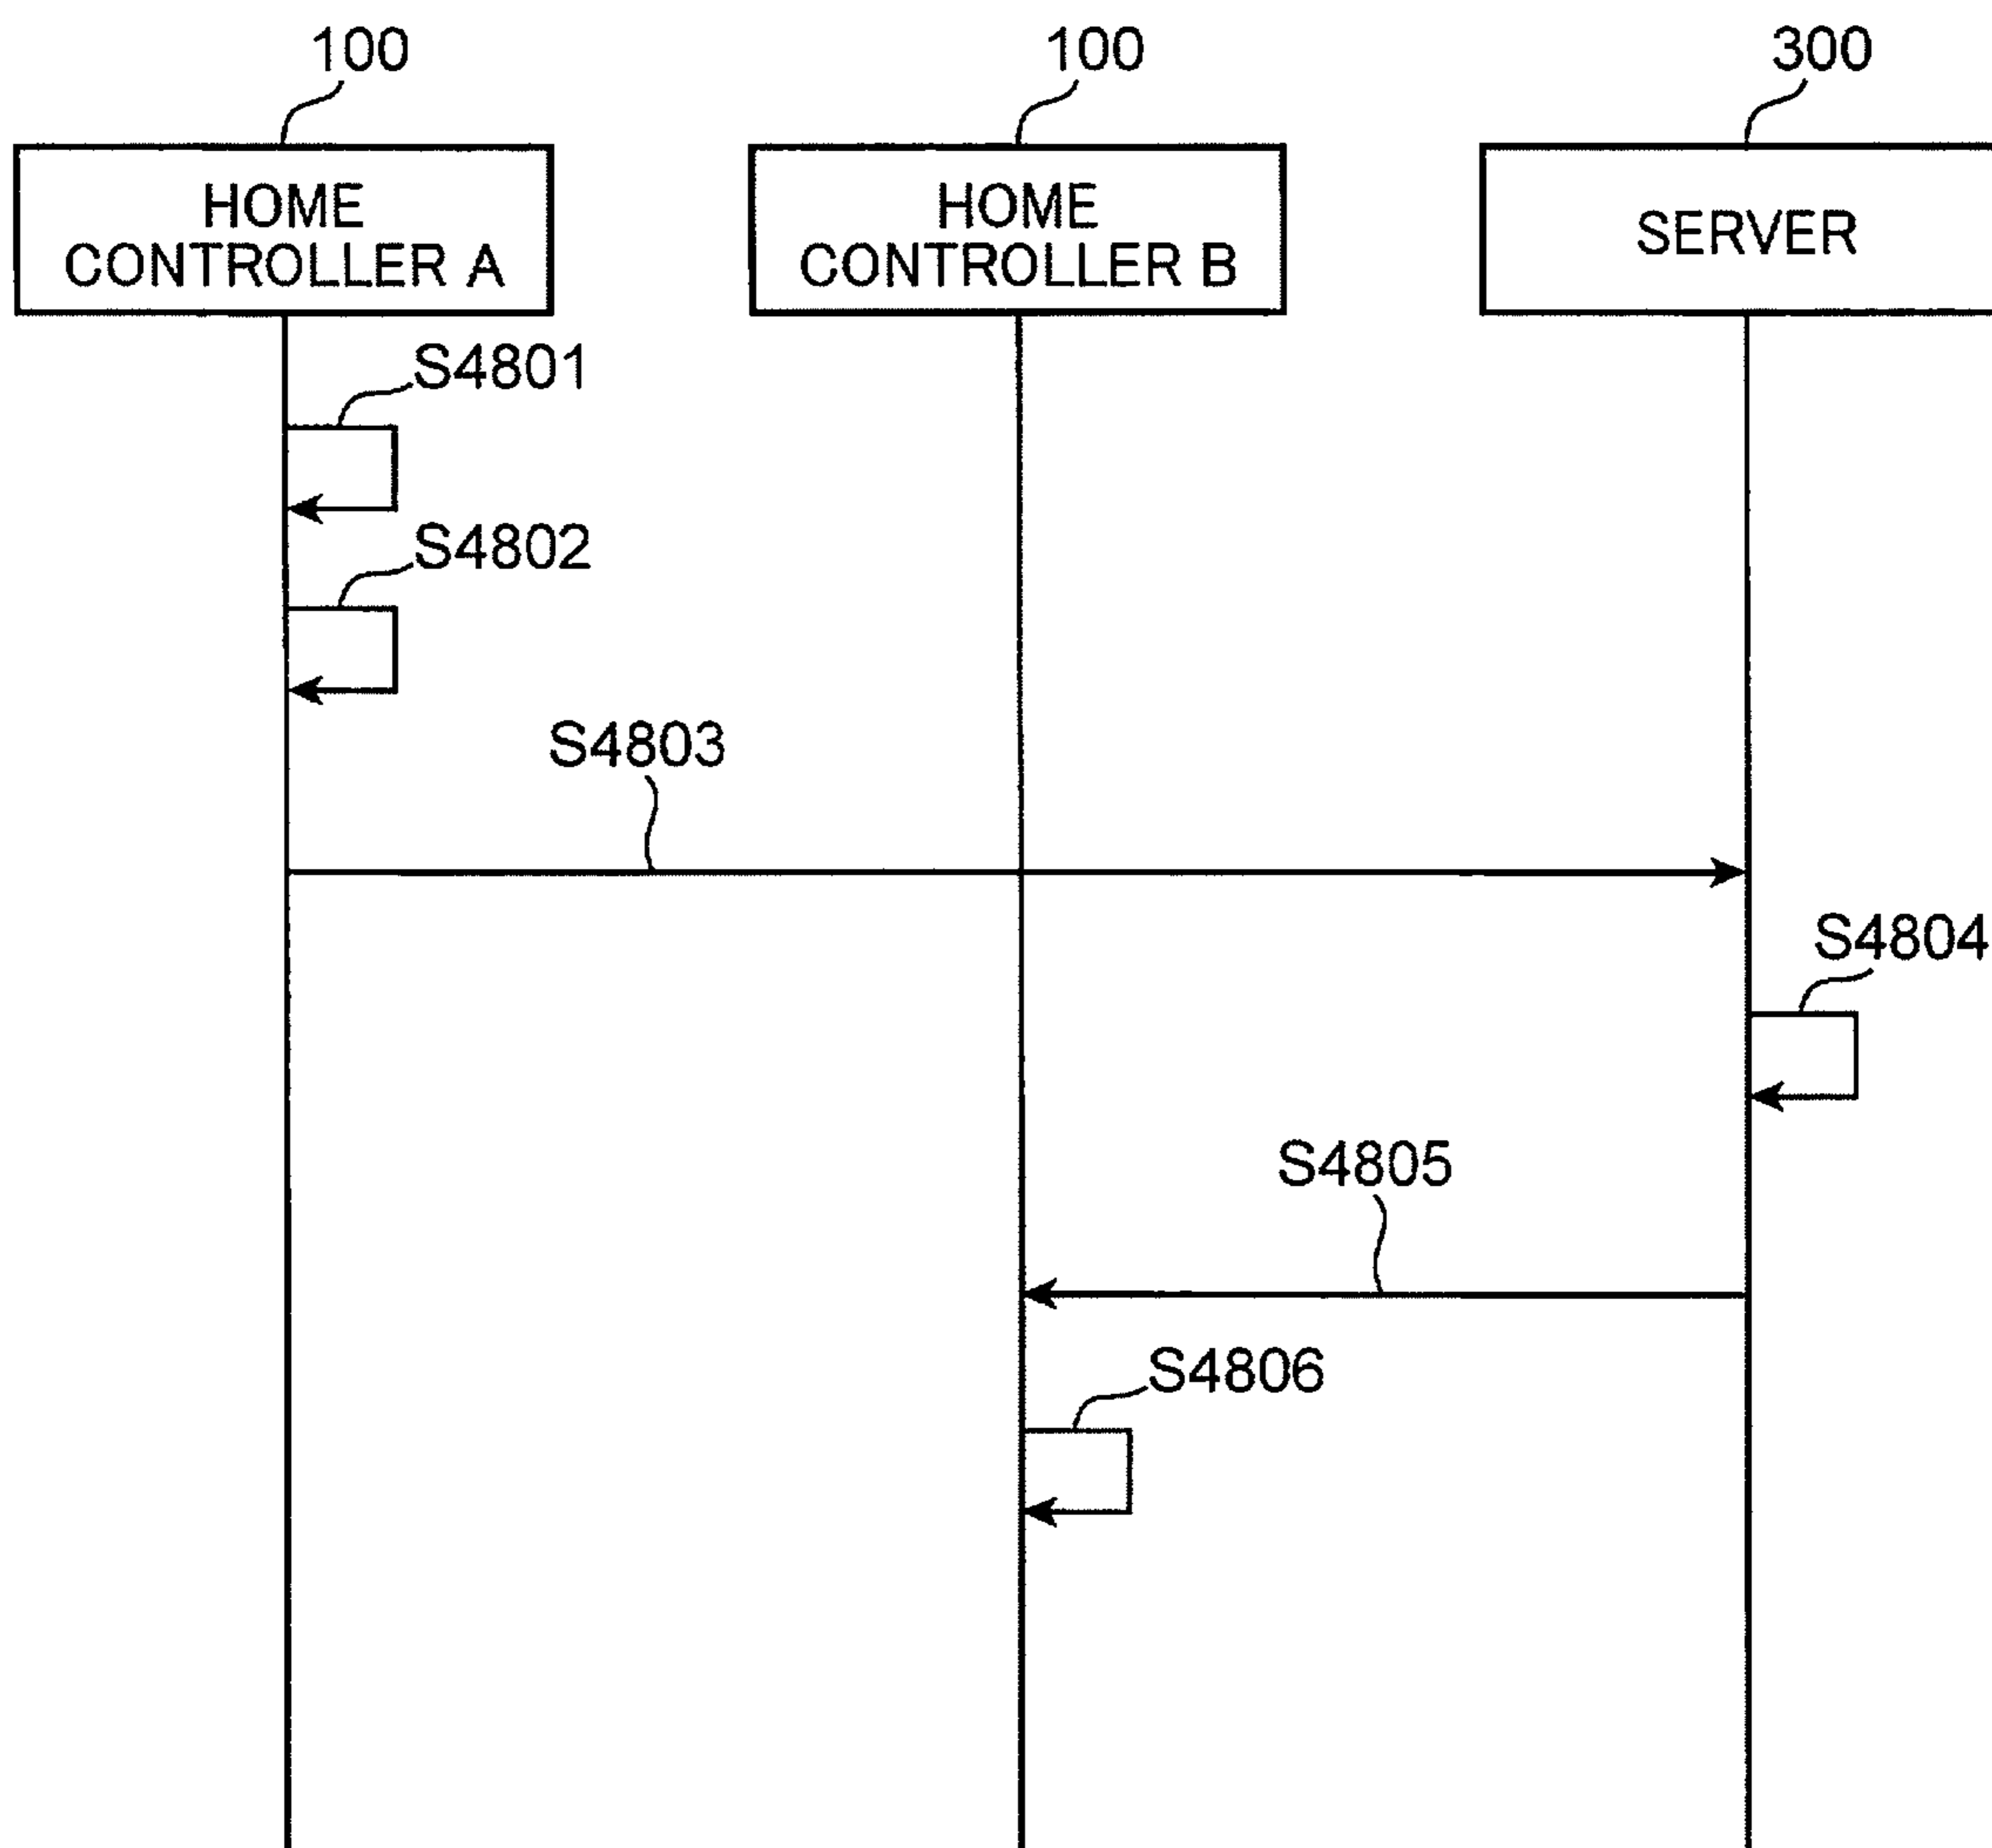 100
100
300
HOME
CONTROLLER A
HOME
CONTROLLER B
SERVER
S4801
S4802
S4803
S4804
S4805
S4806